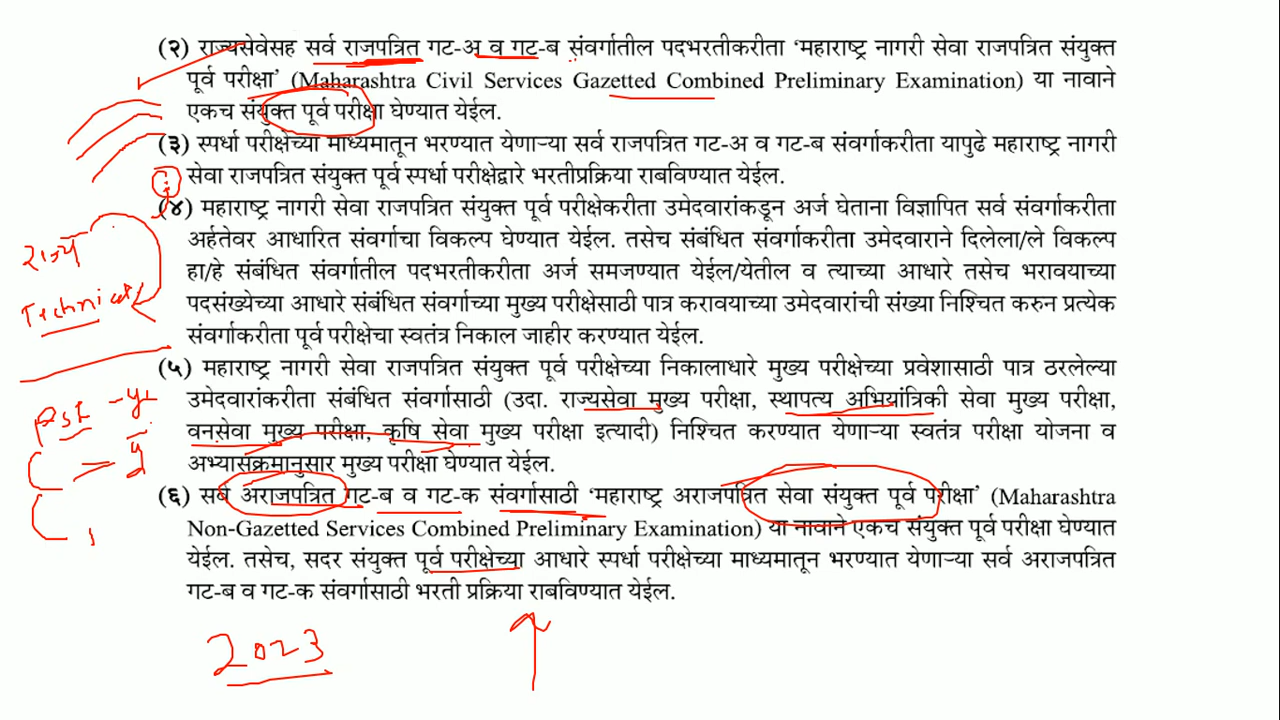 (२) राज्यसेवेसह सर्व राजपत्रित गट-अ व गट-ब संवर्गातील पदभरतीकरीता ‘महाराष्ट्र नागरी सेवा राजपत्रित संयुक्त
पूर्व परीक्षा’ (Maharashtra Civil Services Gazetted Combined Preliminary Examination) या नावाने
एकच संयुक्त पूर्व परीक्षा घेण्यात येईल.
(३) स्पर्धा परीक्षेच्या माध्यमातून भरण्यात येणाऱ्या सर्व राजपत्रित गट-अ व गट-ब संवर्गाकरीता यापुढे महाराष्ट्र नागरी
सेवा राजपत्रित संयुक्त पूर्व स्पर्धा परीक्षेद्वारे भरतीप्रक्रिया राबविण्यात येईल.
(४) महाराष्ट्र नागरी सेवा राजपत्रित संयुक्त पूर्व परीक्षेकरीता उमेदवारांकडून अर्ज घेताना विज्ञापित सर्व संवर्गाकरीता
अर्हतेवर आधारित संवर्गाचा विकल्प घेण्यात येईल. तसेच संबंधित संवर्गाकरीता उमेदवाराने दिलेला/ले विकल्प
हा/हे संबंधित संवर्गातील पदभरतीकरीता अर्ज समजण्यात येईल/येतील व त्याच्या आधारे तसेच भरावयाच्या
पदसंख्येच्या आधारे संबंधित संवर्गाच्या मुख्य परीक्षेसाठी पात्र करावयाच्या उमेदवारांची संख्या निश्चित करुन प्रत्येक
संवर्गाकरीता पूर्व परीक्षेचा स्वतंत्र निकाल जाहीर करण्यात येईल.
राज्य
Technical
(५) महाराष्ट्र नागरी सेवा राजपत्रित संयुक्त पूर्व परीक्षेच्या निकालाधारे मुख्य परीक्षेच्या प्रवेशासाठी पात्र ठरलेल्या
उमेदवारांकरीता संबंधित संवर्गासाठी (उदा. राज्यसेवा मुख्य परीक्षा, स्थापत्य अभियांत्रिकी सेवा मुख्य परीक्षा,
वनसेवा मुख्य परीक्षा, कृषि सेवा मुख्य परीक्षा इत्यादी) निश्चित करण्यात येणाऱ्या स्वतंत्र परीक्षा योजना व
अभ्यासक्रमानुसार मुख्य परीक्षा घेण्यात येईल.
(६) सर्व अराजपत्रित गट-ब व गट-क संवर्गासाठी ‘महाराष्ट्र अराजपत्रित सेवा संयुक्त पूर्व परीक्षा’ (Maharashtra
Non-Gazetted Services Combined Preliminary Examination) या नावाने एकच संयुक्त पूर्व परीक्षा घेण्यात
येईल. तसेच, सदर संयुक्त पूर्व परीक्षेच्या आधारे स्पर्धा परीक्षेच्या माध्यमातून भरण्यात येणाऱ्या सर्व अराजपत्रित
गट-ब व गट-क संवर्गासाठी भरती प्रक्रिया राबविण्यात येईल.
2023